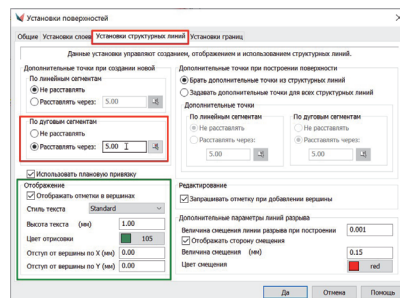 Установки поверхностей
Общие Установки слоев Установки структурных линий Установки границ
Данные установки управляют созданием, отображением и использованием структурных линий.
Дополнительные точки при создании новой
По линейным сегментам
Не расставлять
Расставлять через: 5.00
По дуговым сегментам
Не расставлять
Расставлять через: 5.00
Использовать плановую привязку
Отображение
Отображать отметки в вершинах
Стиль текста Standard
Высота текста (мм) 1.00
Цвет отрисовки 105
Отступ от вершины по X (мм) 0.00
Отступ от вершины по Y (мм) 0.00
Дополнительные точки при построении поверхности
Брать дополнительные точки из структурных линий
Задавать дополнительные точки для всех структурных линий
Дополнительные точки
По линейным сегментам
Не расставлять
Расставлять через:
5.00
По дуговым сегментам
Не расставлять
Расставлять через:
5.00
Редактирование
Запрашивать отметку при добавлении вершины
Дополнительные параметры линий разрыва
Величина смещения линии разрыва при построении 0.001
Отображать сторону смещения
Величина смещения (мм) 0.15
Цвет смещения red
Да Отмена Помощь